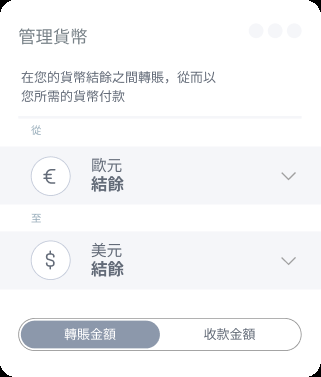 管理貨幣
在您的貨幣結餘之間轉賬，從而以
您所需的貨幣付款
從
€
歐元
結餘
至
$
美元
結餘
轉賬金額
收款金額